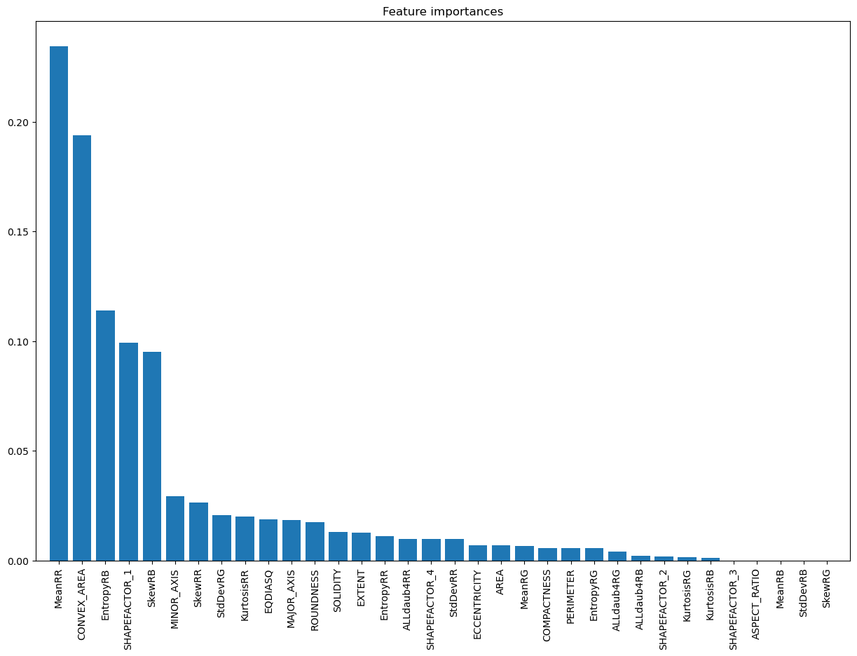 Feature importances
0.20
0.15
0.10
0.05
0.00
MeanRR
CONVEX_AREA
EntropyRB
SHAPEFACTOR_1
SkewRB
MINOR_AXIS
SkewRR
StdDevRG
KurtosisRR
EQDIASQ
MAJOR_AXIS
ROUNDNESS
SOLIDITY
EXTENT
EntropyRR
ALLdaub4RR
SHAPEFACTOR_4
StdDevRR
ECCENTRICITY
AREA
MeanRG
COMPACTNESS
PERIMETER
EntropyRG
ALLdaub4RG
ALLdaub4RB
SHAPEFACTOR_2
KurtosisRG
KurtosisRB
SHAPEFACTOR_3
ASPECT_RATIO
MeanRB
StdDevRB
SkewRG